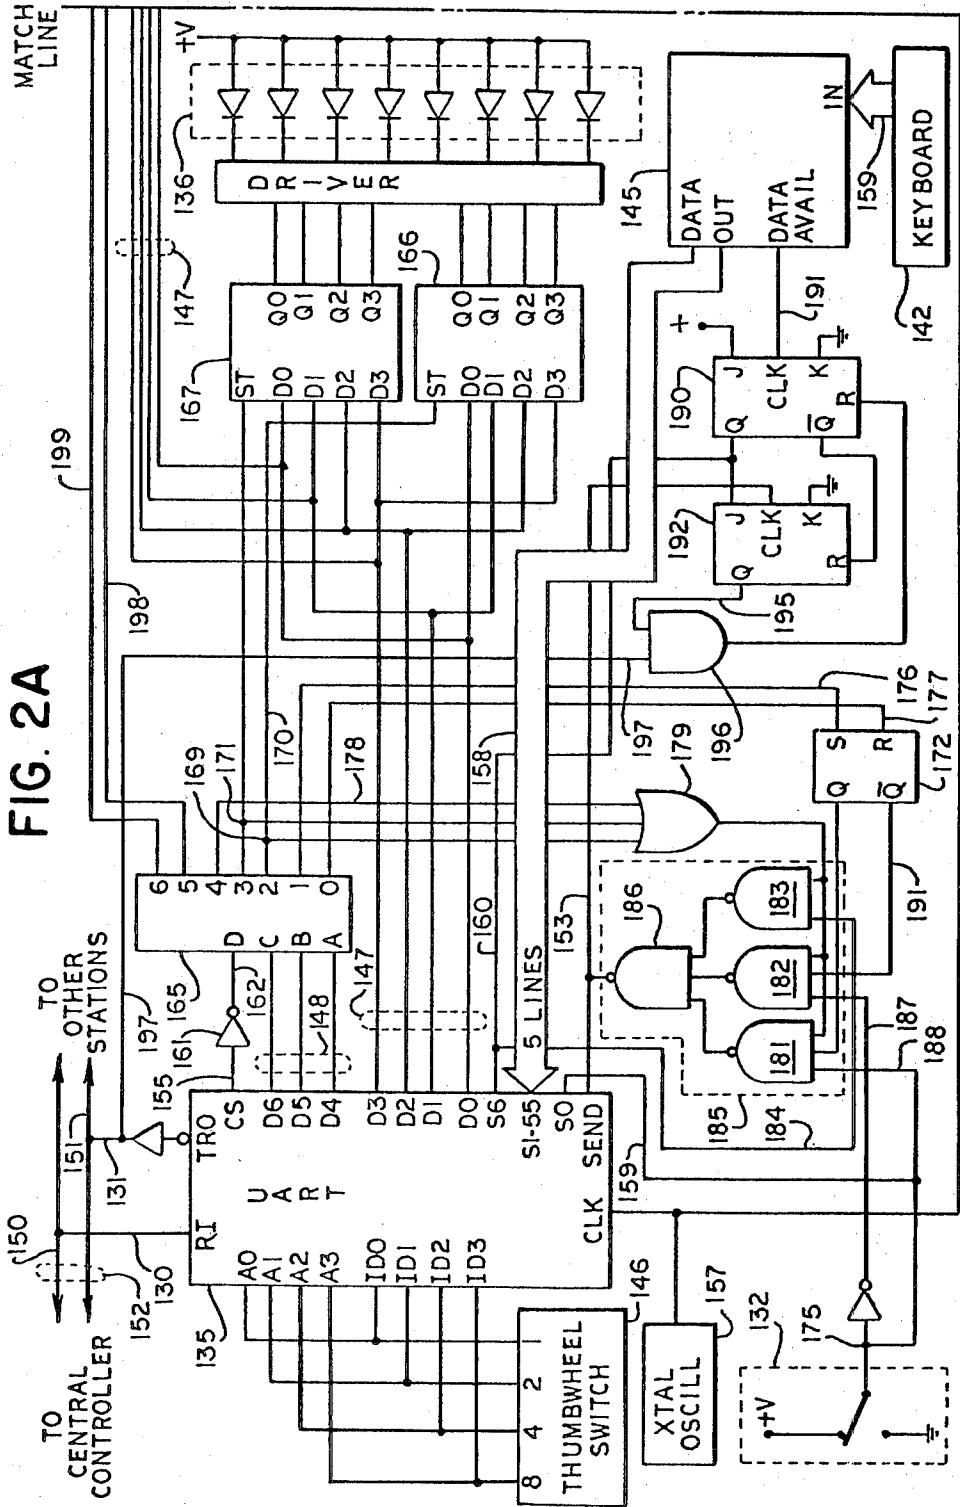 FIG. 2A
TO
CENTRAL
CONTROLLER
TO
OTHER
STATIONS
MATCH
LINE
150
152
130
131
151
197
199
198
147
136
+V
135
RI
TRO
CS
D6
D5
D4
D3
D2
D1
D0
S6
S1-55
SO
SEND
CLK
UART
A0
A1
A2
A3
ID0
ID1
ID2
ID3
155
161
162
148
147
165
D
C
B
A
6
5
4
3
2
1
0
169
171
170
178
167
ST
D0
D1
D2
D3
Q0
Q1
Q2
Q3
166
ST
D0
D1
D2
D3
Q0
Q1
Q2
Q3
DRIVER
8
4
2
1
THUMBWHEEL
SWITCH
146
XTAL
OSCILL
157
159
160
158
5 LINES
153
145
DATA
OUT
DATA
AVAIL
IN
159
KEYBOARD
142
191
+
190
J
CLK
K
Q
Q
R
192
J
CLK
K
Q
R
195
196
197
179
176
177
172
S
R
Q
Q
191
186
181
182
183
185
184
187
188
175
132
+V